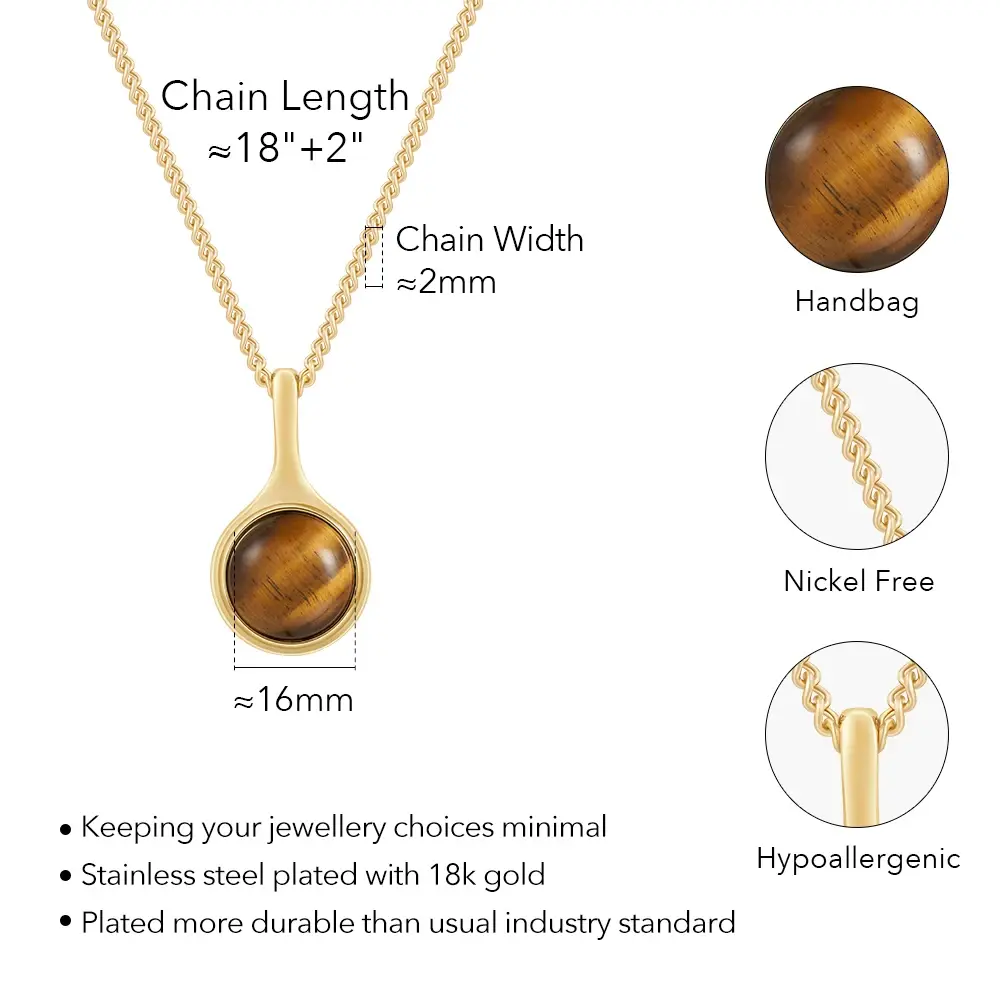 Chain Length
≈18"+2"
Chain Width
≈2mm
≈16mm
Handbag
Nickel Free
Hypoallergenic
• Keeping your jewellery choices minimal
• Stainless steel plated with 18k gold
• Plated more durable than usual industry standard